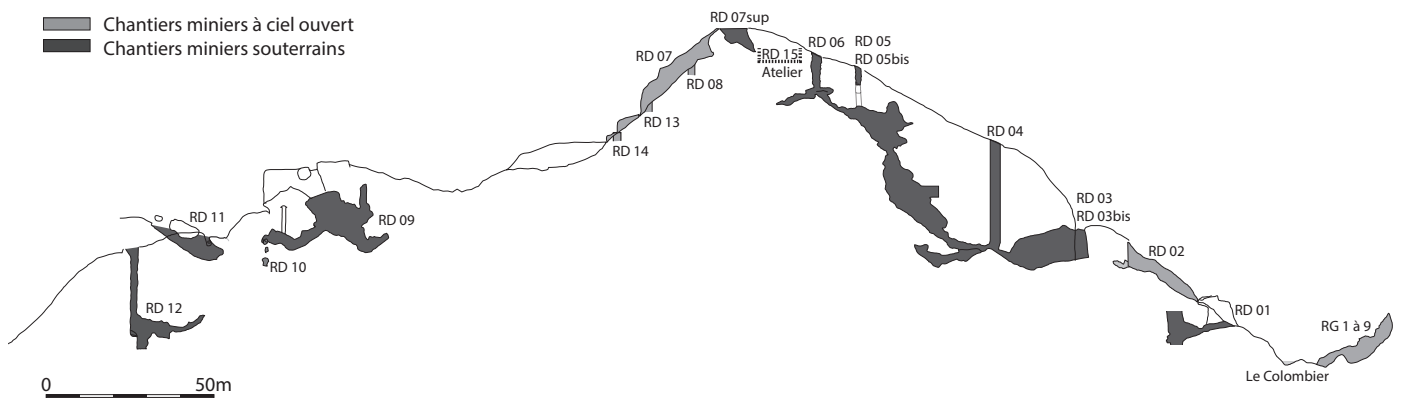 Chantiers miniers à ciel ouvert
Chantiers miniers souterrains
RD 07sup
RD 07
RD 15
Atelier
RD 06
RD 05
RD 05bis
RD 08
RD 13
RD 14
RD 04
RD 03
RD 03bis
RD 11
RD 09
RD 10
RD 12
RD 02
RD 01
RG 1 à 9
Le Colombier
0 50m